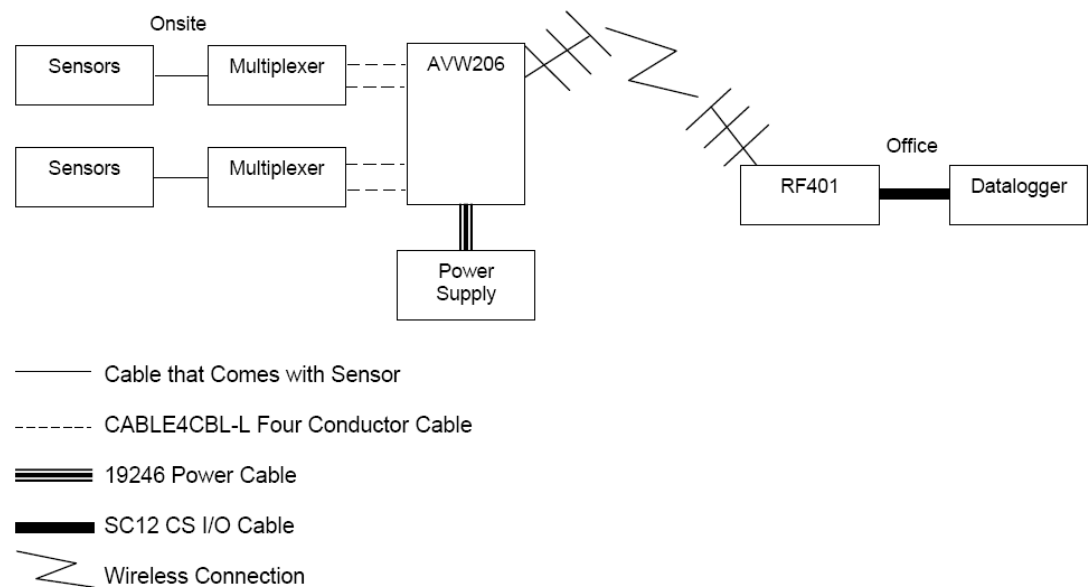 Onsite
Sensors
Multiplexer
AVW206
Sensors
Multiplexer
Office
RF401
Datalogger
Power
Supply
Cable that Comes with Sensor
CABLE4CBL-L Four Conductor Cable
19246 Power Cable
SC12 CS I/O Cable
Wireless Connection